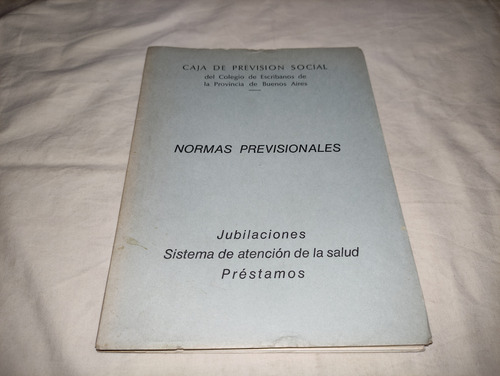 CAJA DE PREVISION SOCIAL
del Colegio de Escribanos de
la Provincia de Buenos Aires
NORMAS PREVISIONALES
Jubilaciones
Sistema de atención de la salud
Préstamos